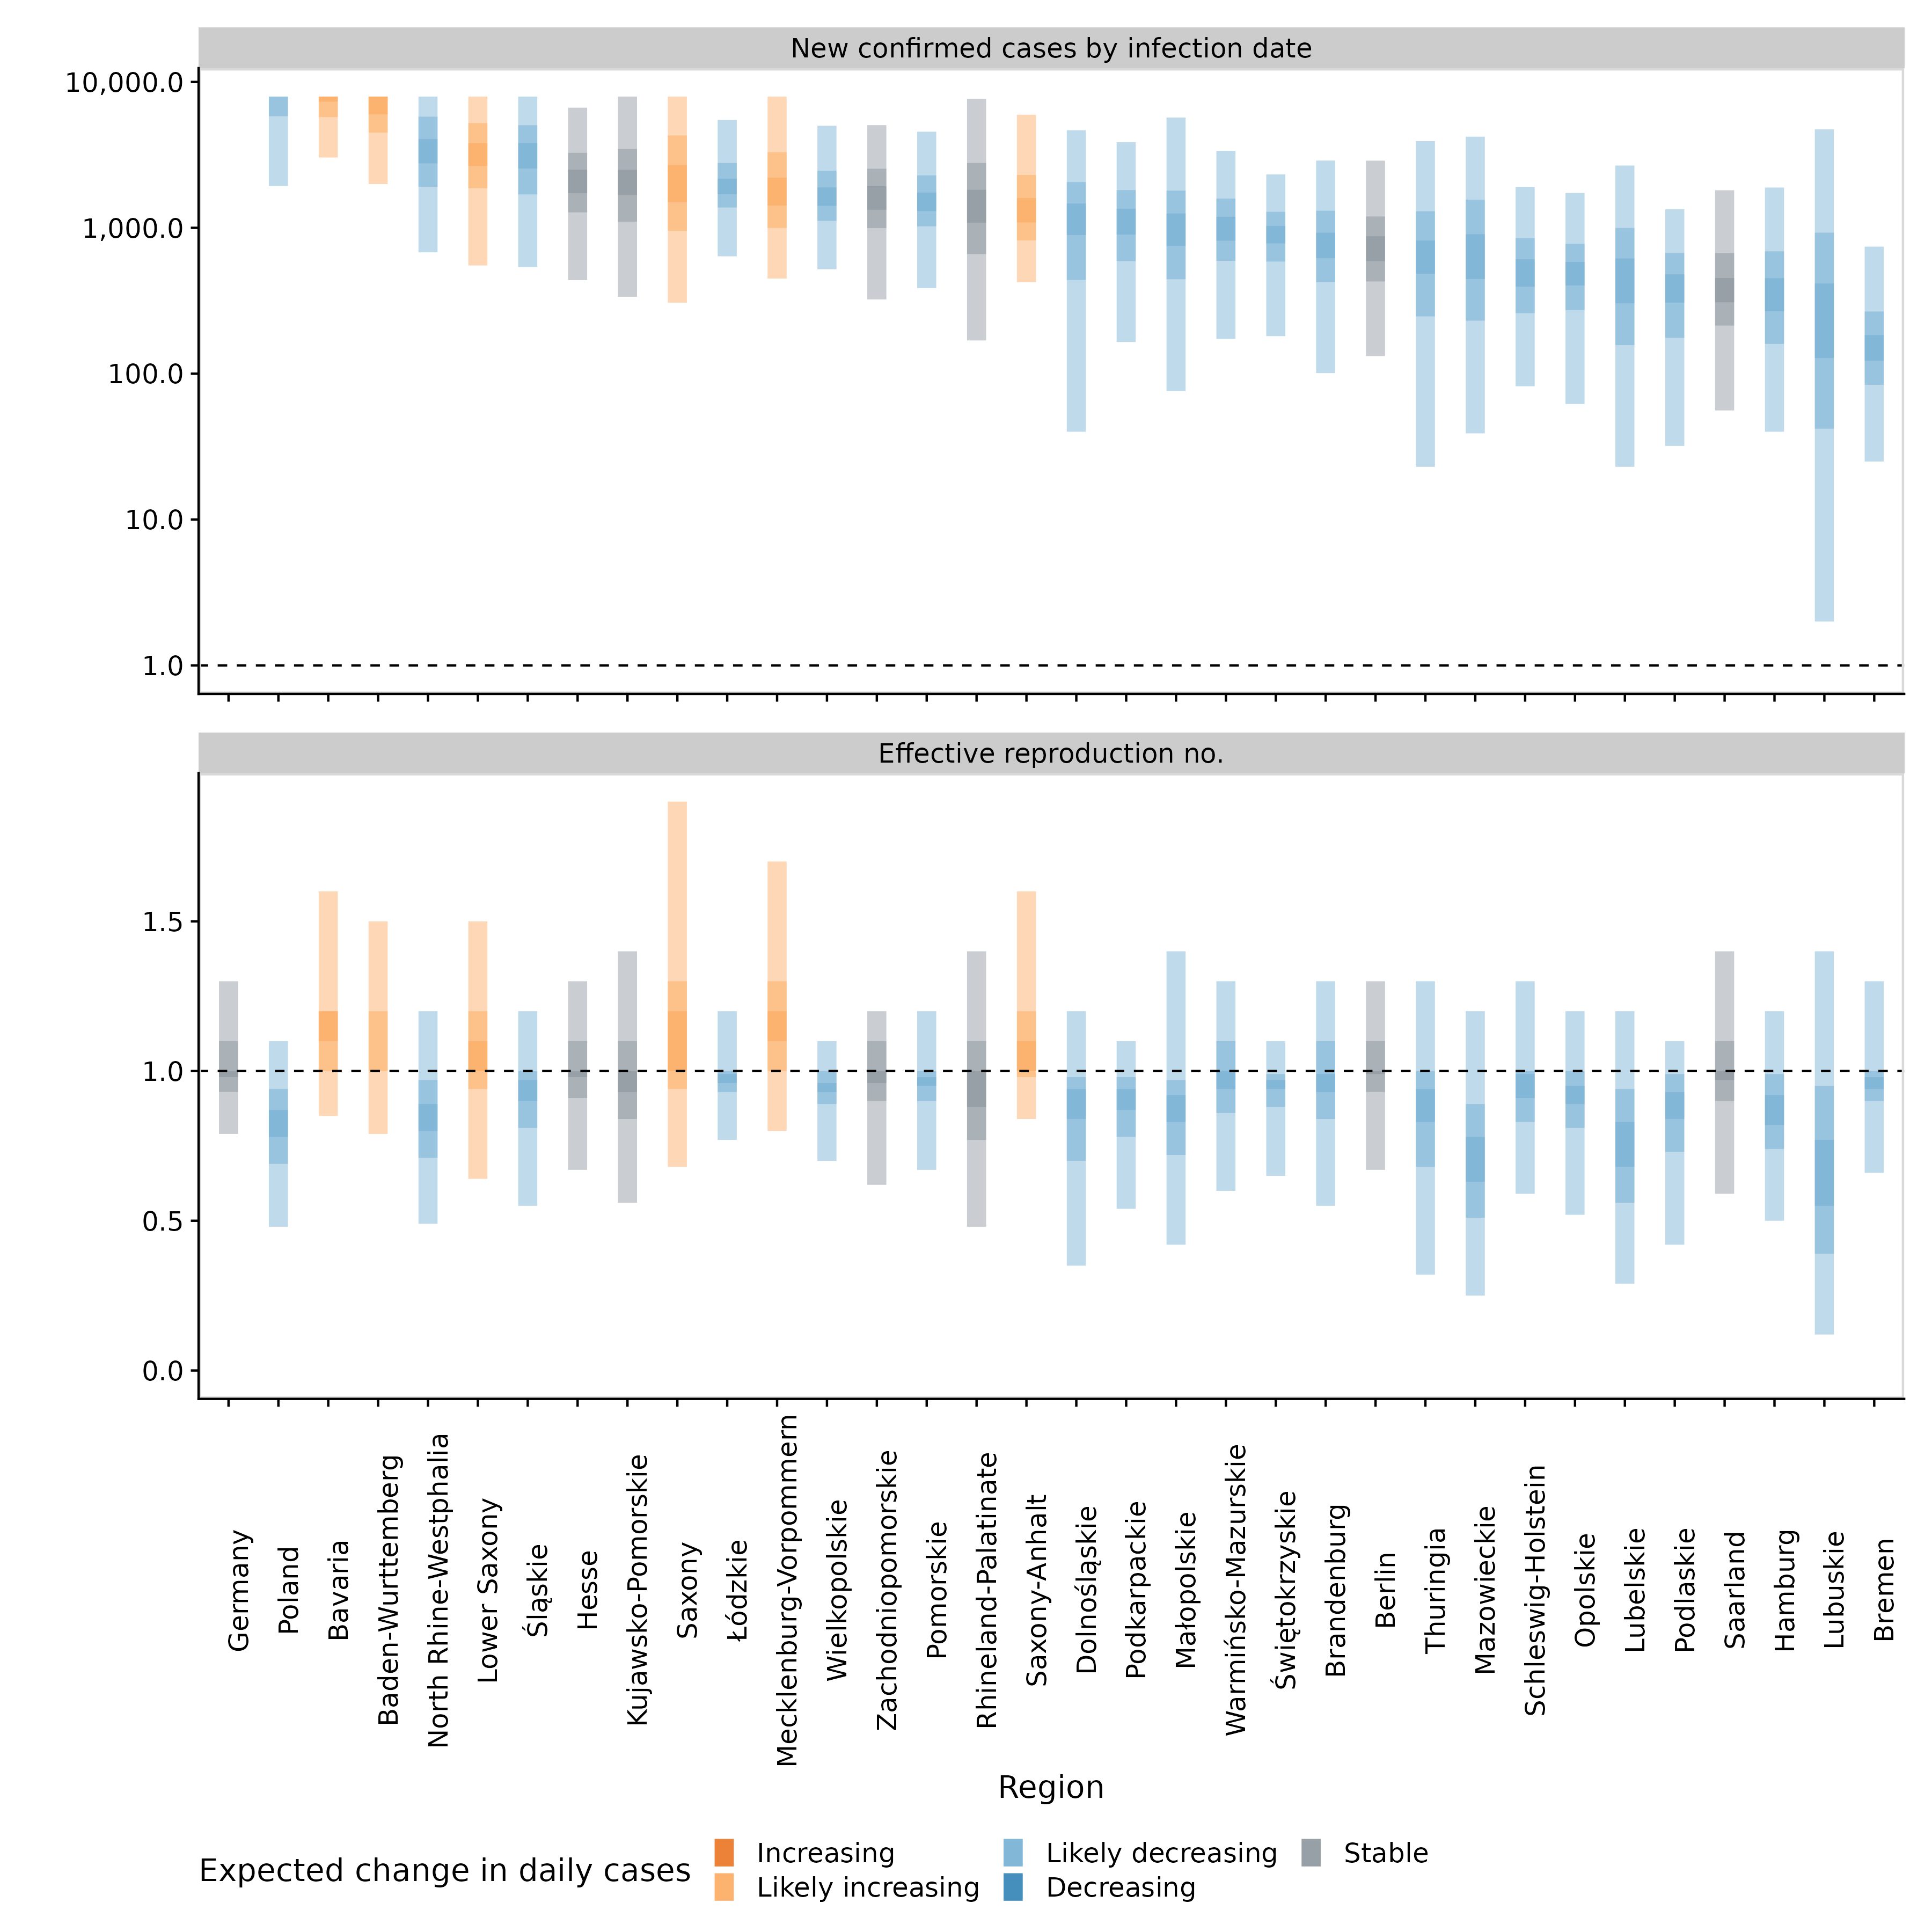 New confirmed cases by infection date
10,000.0
1,000.0
100.0
10.0
1.0
Effective reproduction no.
1.5
1.0
0.5
0.0
Germany
Poland
Bavaria
Baden-Wurttemberg
North Rhine-Westphalia
Lower Saxony
Śląskie
Hesse
Kujawsko-Pomorskie
Saxony
Łódzkie
Mecklenburg-Vorpommern
Wielkopolskie
Zachodniopomorskie
Pomorskie
Rhineland-Palatinate
Saxony-Anhalt
Dolnośląskie
Podkarpackie
Małopolskie
Warmińsko-Mazurskie
Świętokrzyskie
Brandenburg
Berlin
Thuringia
Mazowieckie
Schleswig-Holstein
Opolskie
Lubelskie
Podlaskie
Saarland
Hamburg
Lubuskie
Bremen
Region
Expected change in daily cases
Increasing
Likely increasing
Likely decreasing
Decreasing
Stable